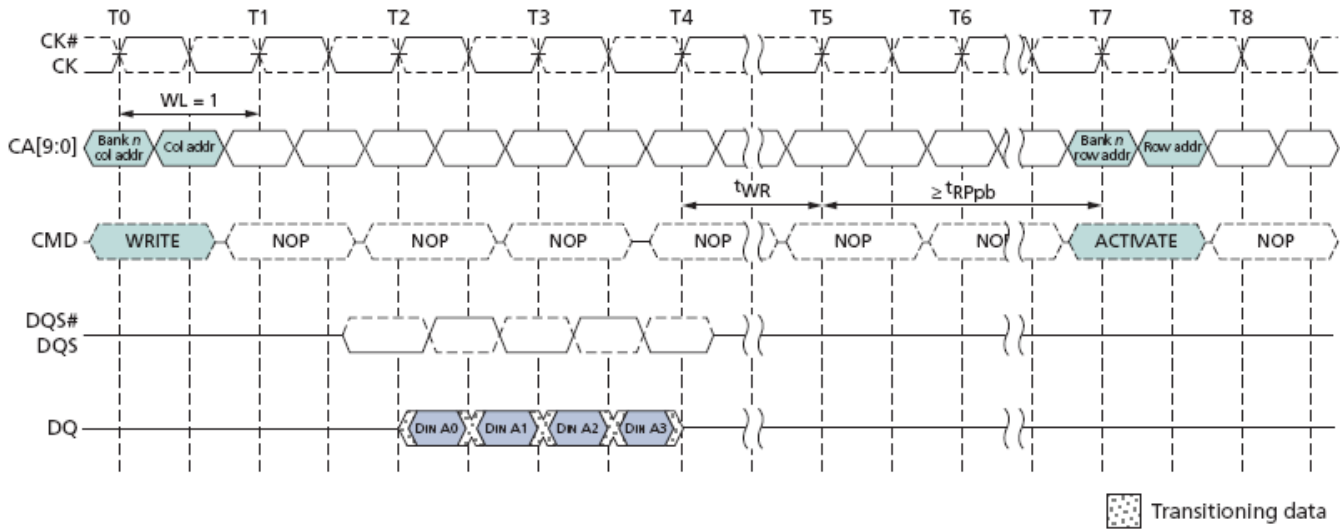 T0 T1 T2 T3 T4 T5 T6 T7 T8
CK#
CK
WL = 1
CA[9:0] Bank n col addr Col addr Bank n row addr Row addr
tWR ≥ tRPpb
CMD WRITE NOP NOP NOP NOP NOP NOP ACTIVATE NOP
DQS#
DQS
DQ DIN A0 DIN A1 DIN A2 DIN A3
Transitioning data